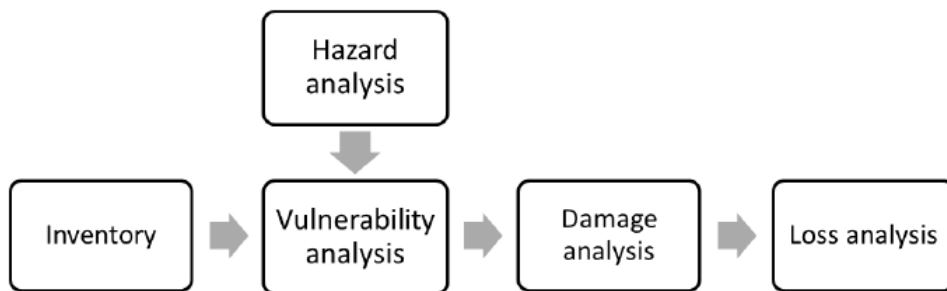 Hazard
analysis
Inventory
Vulnerability
analysis
Damage
analysis
Loss analysis